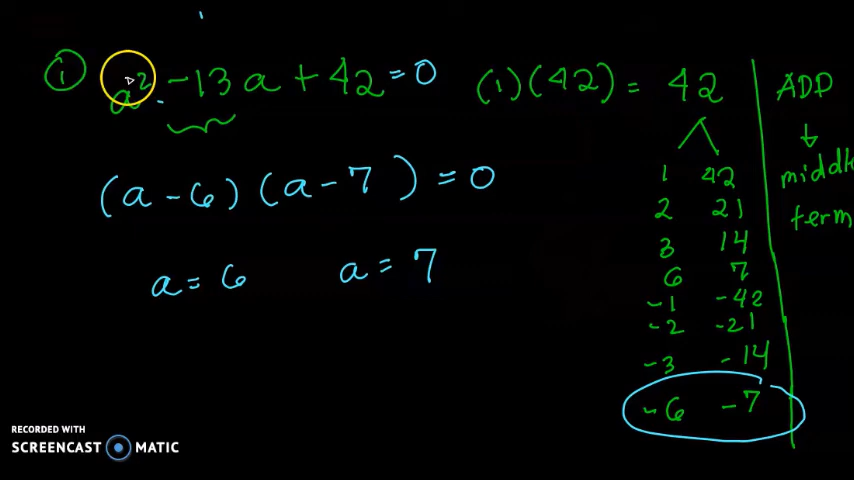 ① a² -13a + 42 = 0
(a - 6) (a - 7) = 0
a = 6 a = 7
(1)(42) = 42
1 42
2 21
3 14
6 7
-1 -42
-2 -21
-3 -14
-6 -7
ADD
↓
middle
term
RECORDED WITH
SCREENCAST MATIC